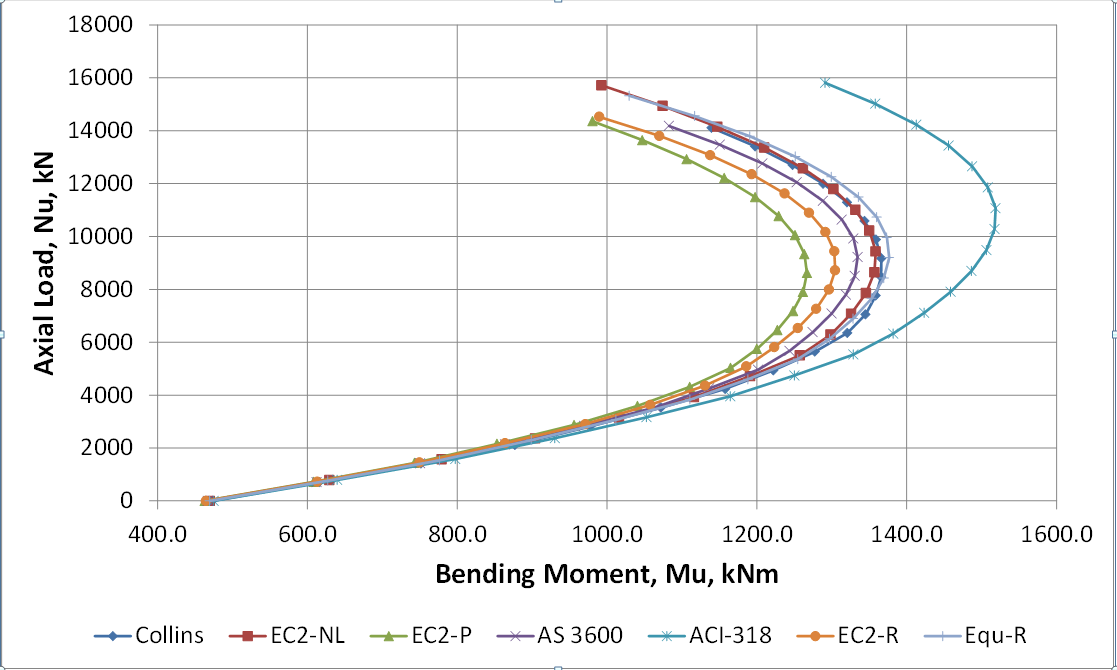 18000
16000
14000
12000
10000
8000
6000
4000
2000
0
Axial Load, Nu, kN
400.0 600.0 800.0 1000.0 1200.0 1400.0 1600.0
Bending Moment, Mu, kNm
Collins EC2-NL EC2-P AS 3600 ACI-318 EC2-R Equ-R